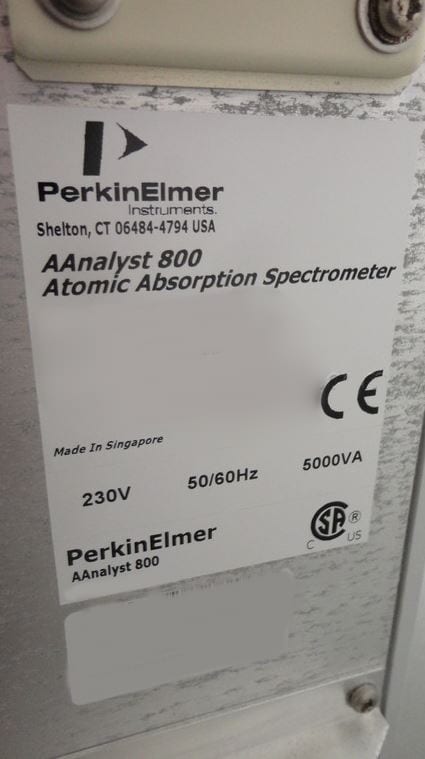 PerkinElmer
Instruments.
Shelton, CT 06484-4794 USA
AAnalyst 800
Atomic Absorption Spectrometer
CE
Made In Singapore
230V 50/60Hz 5000VA
SA ®
C US
PerkinElmer
AAnalyst 800